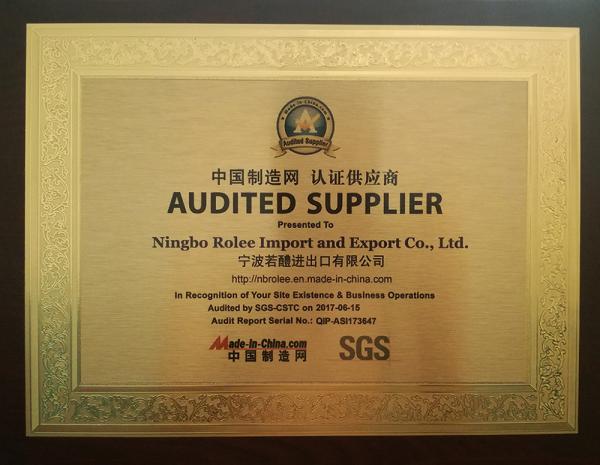 Made-in-China.com
Audited Supplier
中国制造网 认证供应商
AUDITED SUPPLIER
Presented To
Ningbo Rolee Import and Export Co., Ltd.
宁波若醴进出口有限公司
http://nbrolee.en.made-in-china.com
In Recognition of Your Site Existence & Business Operations
Audited by SGS-CSTC on 2017-06-15
Audit Report Serial No.: QIP-ASI173647
Made-in-China.com
中国制造网
SGS